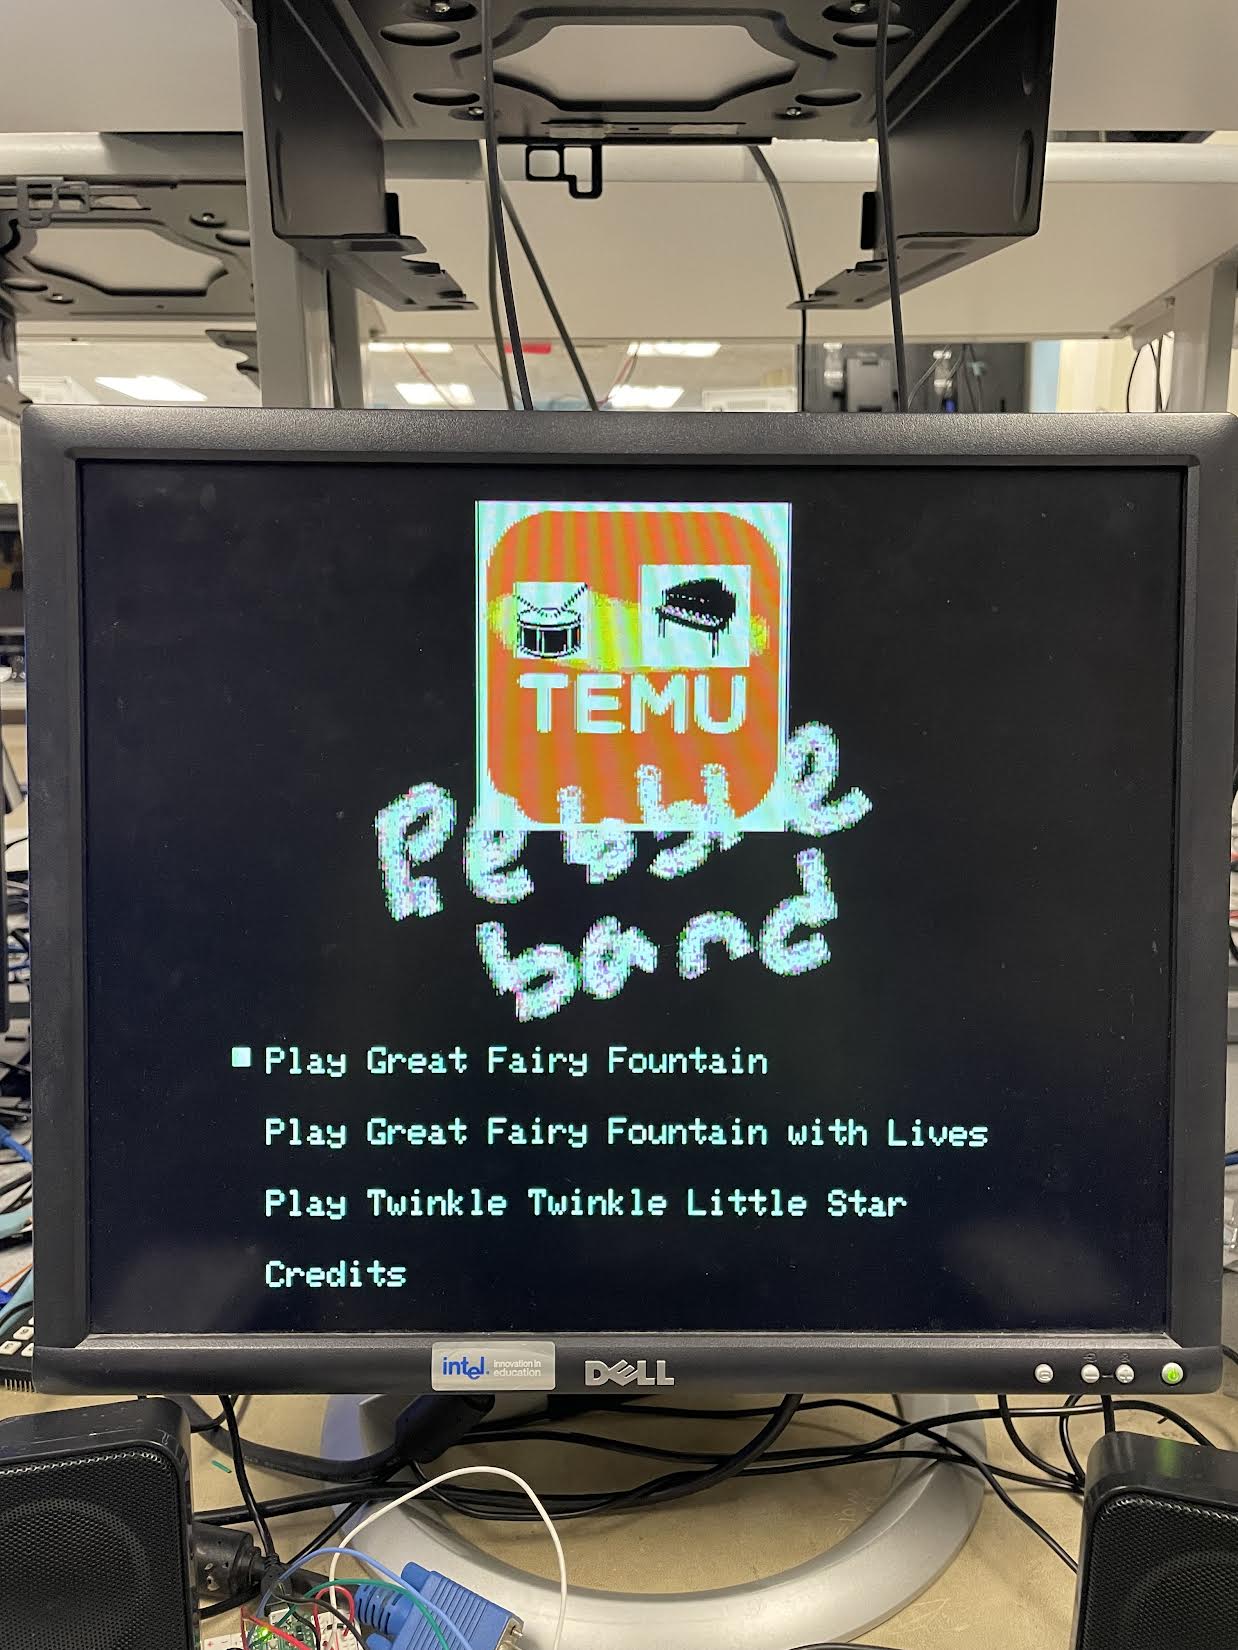 TEMU
Pebble
band
Play Great Fairy Fountain
Play Great Fairy Fountain with Lives
Play Twinkle Twinkle Little Star
Credits
intel. innovation in
education
DELL